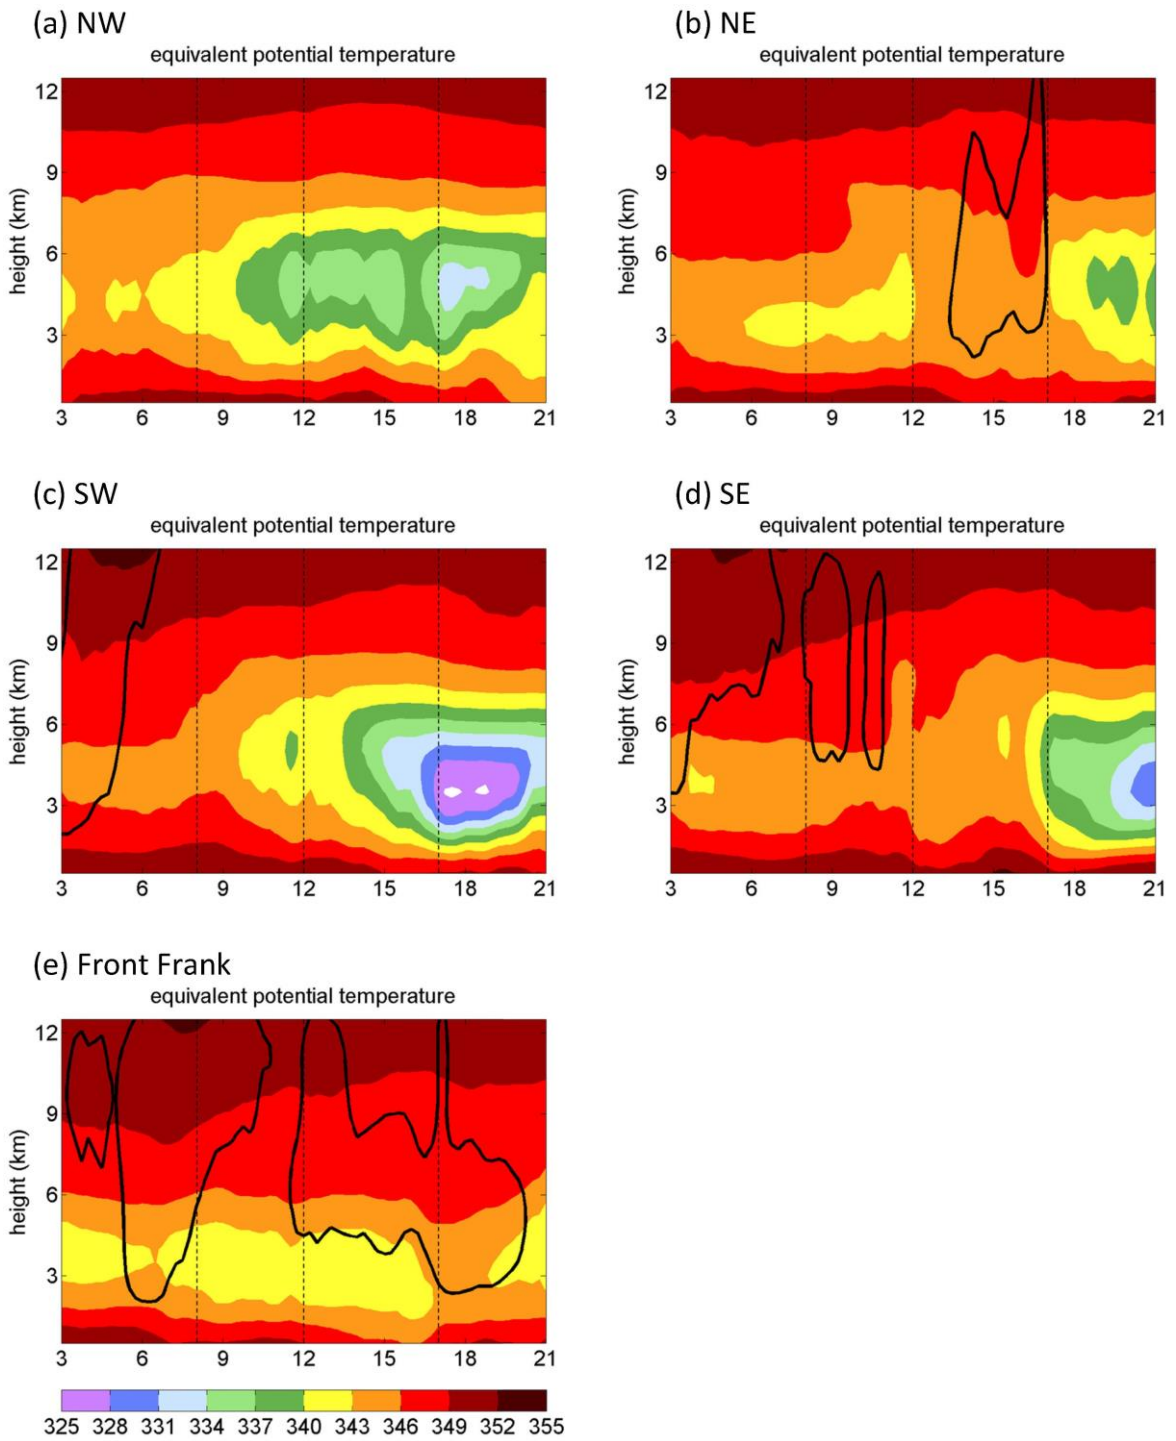 (a) NW
equivalent potential temperature
height (km)
12
9
6
3
3 6 9 12 15 18 21
(b) NE
equivalent potential temperature
height (km)
12
9
6
3
3 6 9 12 15 18 21
(c) SW
equivalent potential temperature
height (km)
12
9
6
3
3 6 9 12 15 18 21
(d) SE
equivalent potential temperature
height (km)
12
9
6
3
3 6 9 12 15 18 21
(e) Front Frank
equivalent potential temperature
height (km)
12
9
6
3
3 6 9 12 15 18 21
325 328 331 334 337 340 343 346 349 352 355